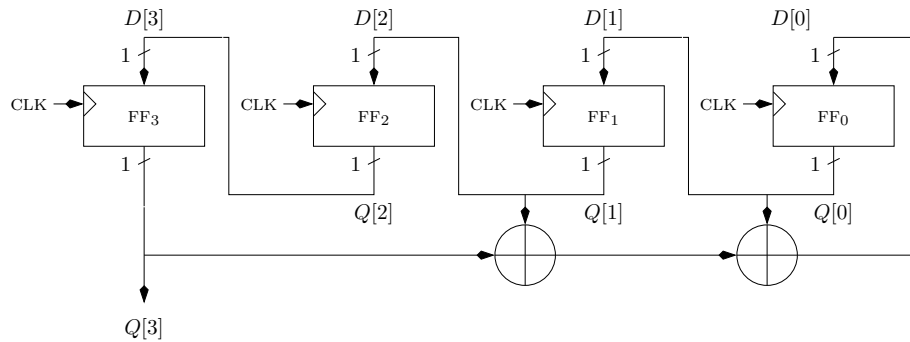 D[3] D[2] D[1] D[0]
1 1 1 1
CLK CLK CLK CLK
FF3 FF2 FF1 FF0
1 1 1 1
Q[2] Q[1] Q[0]
Q[3]